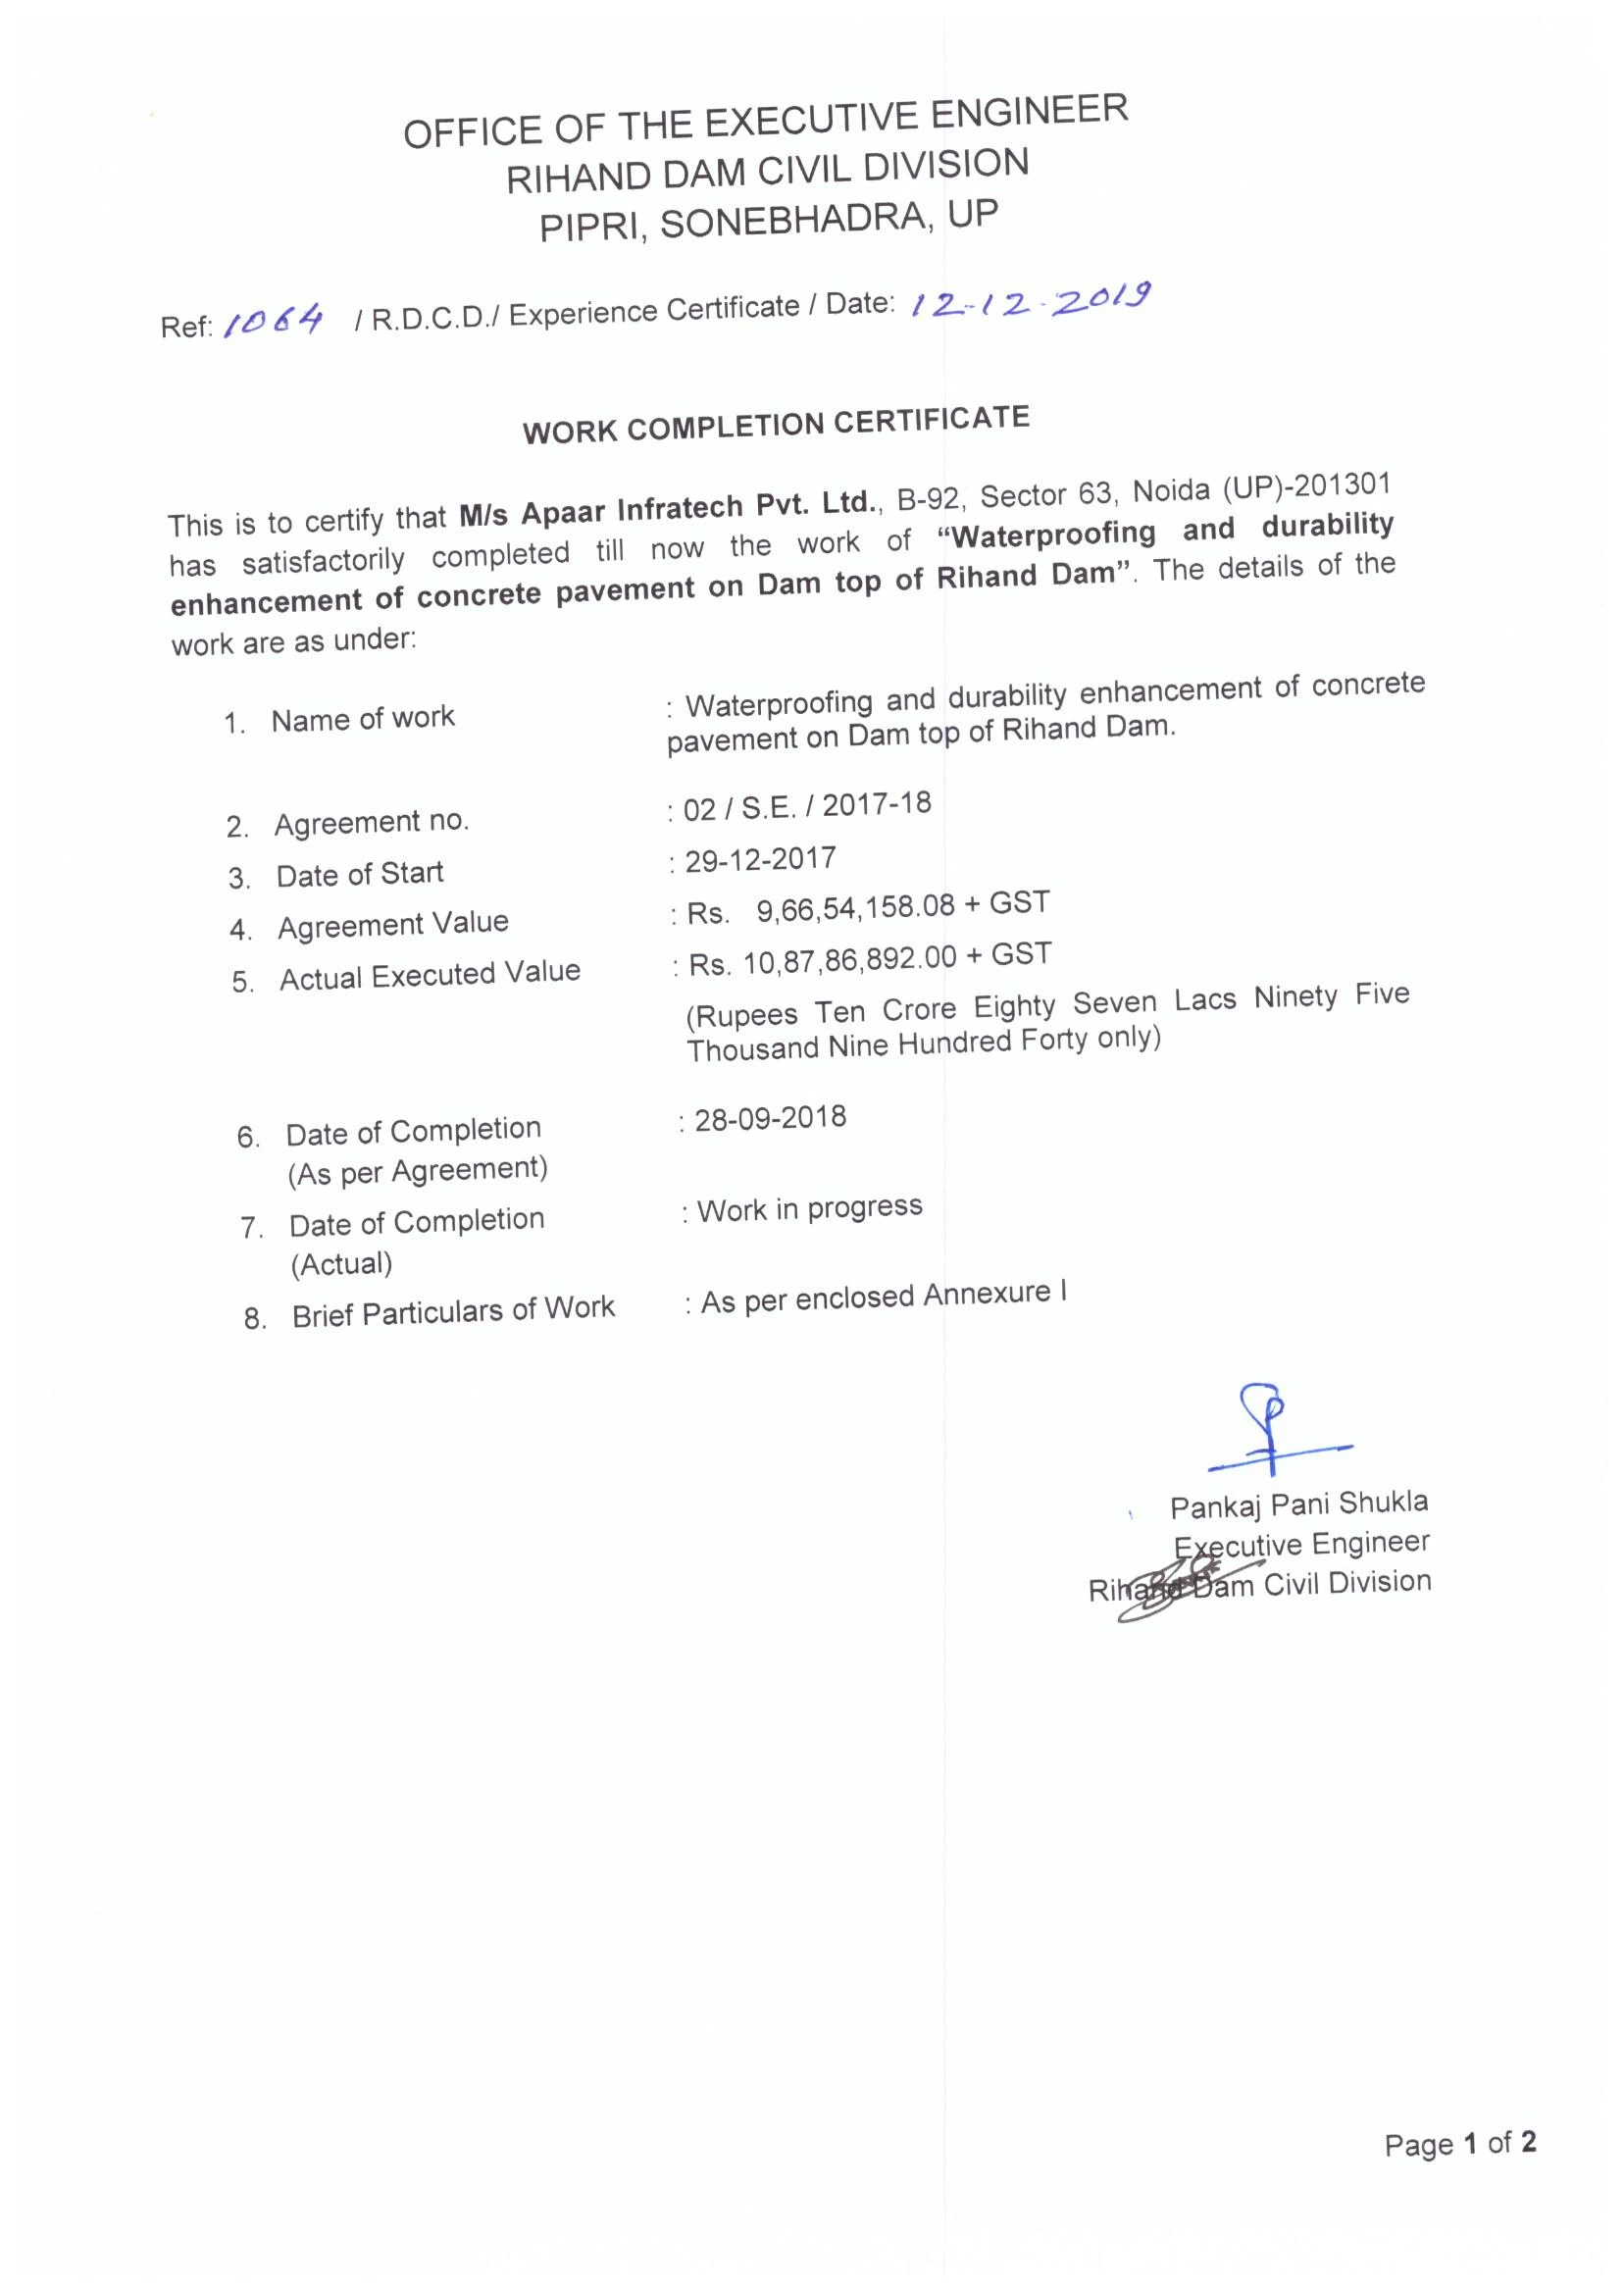 OFFICE OF THE EXECUTIVE ENGINEER
RIHAND DAM CIVIL DIVISION
PIPRI, SONEBHADRA, UP
Ref: 1064 / R.D.C.D./ Experience Certificate / Date: 12-12-2019
WORK COMPLETION CERTIFICATE
This is to certify that M/s Apaar Infratech Pvt. Ltd., B-92, Sector 63, Noida (UP)-201301
has satisfactorily completed till now the work of “Waterproofing and durability
enhancement of concrete pavement on Dam top of Rihand Dam”. The details of the
work are as under:
1. Name of work : Waterproofing and durability enhancement of concrete
pavement on Dam top of Rihand Dam.
2. Agreement no. : 02 / S.E. / 2017-18
3. Date of Start : 29-12-2017
4. Agreement Value : Rs. 9,66,54,158.08 + GST
5. Actual Executed Value : Rs. 10,87,86,892.00 + GST
(Rupees Ten Crore Eighty Seven Lacs Ninety Five
Thousand Nine Hundred Forty only)
6. Date of Completion : 28-09-2018
(As per Agreement)
7. Date of Completion : Work in progress
(Actual)
8. Brief Particulars of Work : As per enclosed Annexure I
Pankaj Pani Shukla
Executive Engineer
Rihand Dam Civil Division
Page 1 of 2